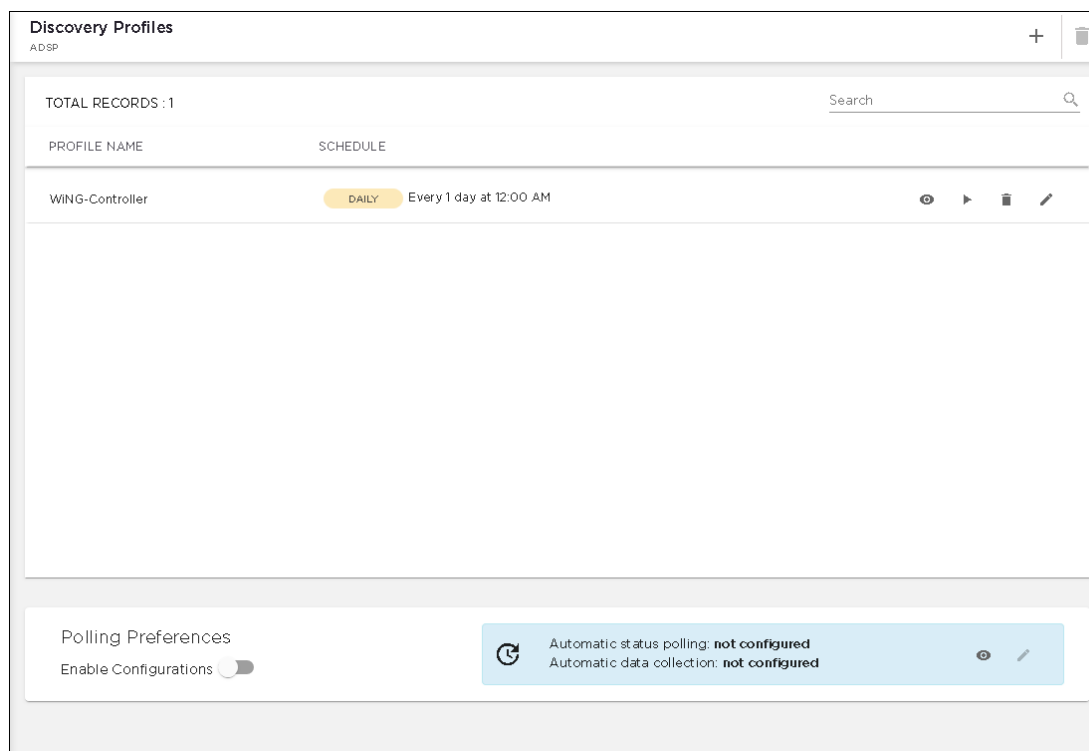 Discovery Profiles
ADSP
TOTAL RECORDS : 1
Search
PROFILE NAME SCHEDULE
WiNG-Controller DAILY Every 1 day at 12:00 AM
Polling Preferences
Enable Configurations
Automatic status polling: not configured
Automatic data collection: not configured